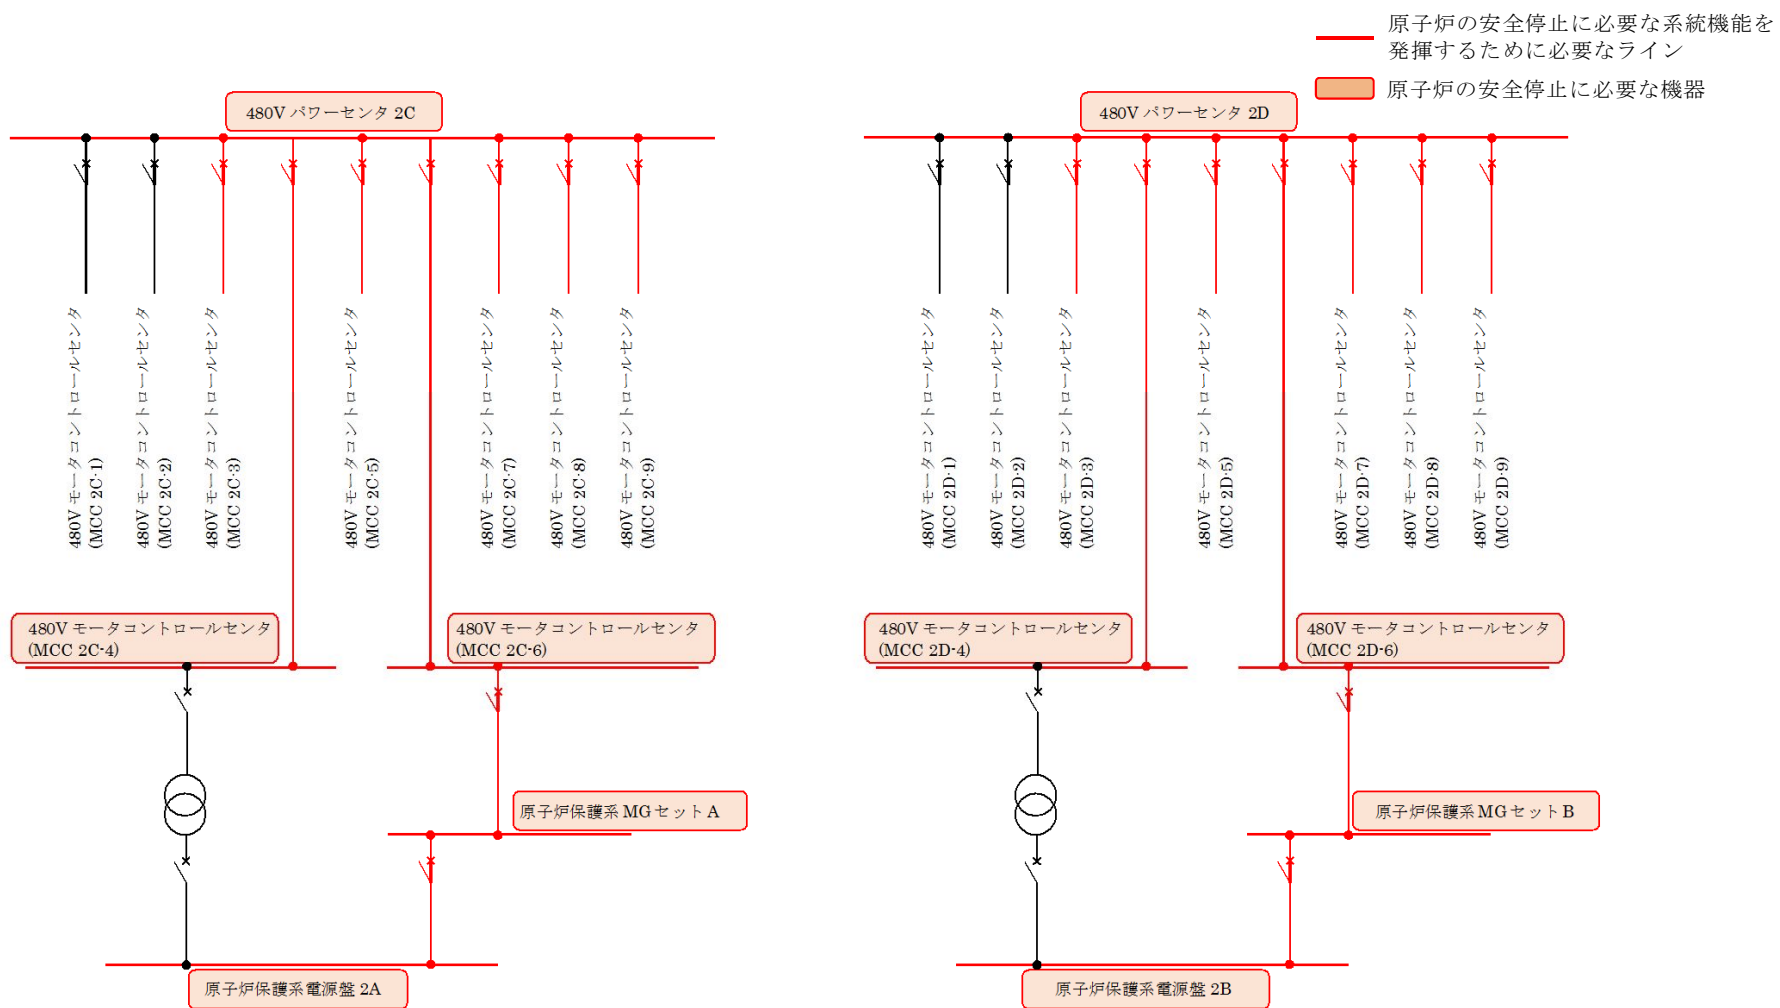 原子炉の安全停止に必要な系統機能を
発揮するために必要なライン
原子炉の安全停止に必要な機器
480V パワーセンタ 2C
480V パワーセンタ 2D
480V モータコントロールセンタ
(MCC 2C-1)
480V モータコントロールセンタ
(MCC 2C-2)
480V モータコントロールセンタ
(MCC 2C-3)
480V モータコントロールセンタ
(MCC 2C-5)
480V モータコントロールセンタ
(MCC 2C-7)
480V モータコントロールセンタ
(MCC 2C-8)
480V モータコントロールセンタ
(MCC 2C-9)
480V モータコントロールセンタ
(MCC 2D-1)
480V モータコントロールセンタ
(MCC 2D-2)
480V モータコントロールセンタ
(MCC 2D-3)
480V モータコントロールセンタ
(MCC 2D-5)
480V モータコントロールセンタ
(MCC 2D-7)
480V モータコントロールセンタ
(MCC 2D-8)
480V モータコントロールセンタ
(MCC 2D-9)
480V モータコントロールセンタ
(MCC 2C-4)
480V モータコントロールセンタ
(MCC 2C-6)
480V モータコントロールセンタ
(MCC 2D-4)
480V モータコントロールセンタ
(MCC 2D-6)
原子炉保護系 MG セット A
原子炉保護系 MG セット B
原子炉保護系電源盤 2A
原子炉保護系電源盤 2B